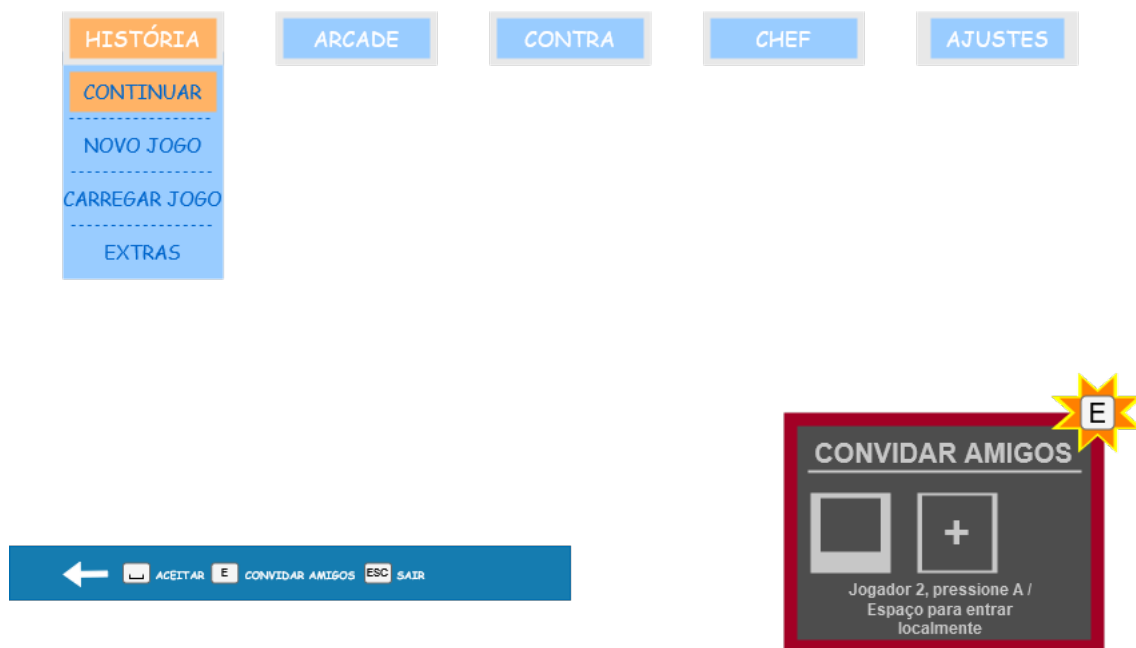 HISTÓRIA ARCADE CONTRA CHEF AJUSTES
CONTINUAR
NOVO JOGO
CARREGAR JOGO
EXTRAS
E
CONVIDAR AMIGOS
+
Jogador 2, pressione A /
Espaço para entrar
localmente
ACEITAR E CONVIDAR AMIGOS ESC SAIR